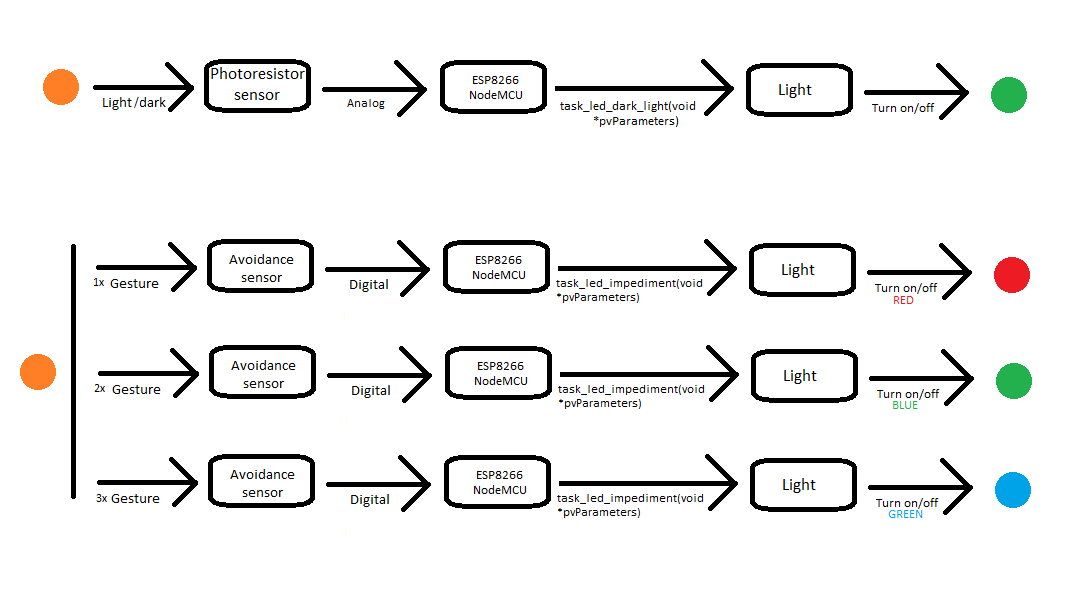 Photoresistor
sensor
ESP8266
NodeMCU
Light
Light/dark
Analog
task_led_dark_light(void
*pvParameters)
Turn on/off
Avoidance
sensor
ESP8266
NodeMCU
Light
1x Gesture
Digital
task_led_impediment(void
*pvParameters)
Turn on/off
RED
Avoidance
sensor
ESP8266
NodeMCU
Light
2x Gesture
Digital
task_led_impediment(void
*pvParameters)
Turn on/off
BLUE
Avoidance
sensor
ESP8266
NodeMCU
Light
3x Gesture
Digital
task_led_impediment(void
*pvParameters)
Turn on/off
GREEN